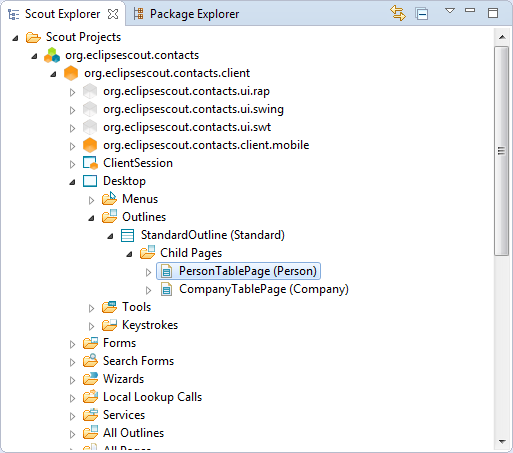 Scout Explorer
Package Explorer
Scout Projects
org.eclipsescout.contacts
org.eclipsescout.contacts.client
org.eclipsescout.contacts.ui.rap
org.eclipsescout.contacts.ui.swing
org.eclipsescout.contacts.ui.swt
org.eclipsescout.contacts.client.mobile
ClientSession
Desktop
Menus
Outlines
StandardOutline (Standard)
Child Pages
PersonTablePage (Person)
CompanyTablePage (Company)
Tools
Keystrokes
Forms
Search Forms
Wizards
Local Lookup Calls
Services
All Outlines
All Pages